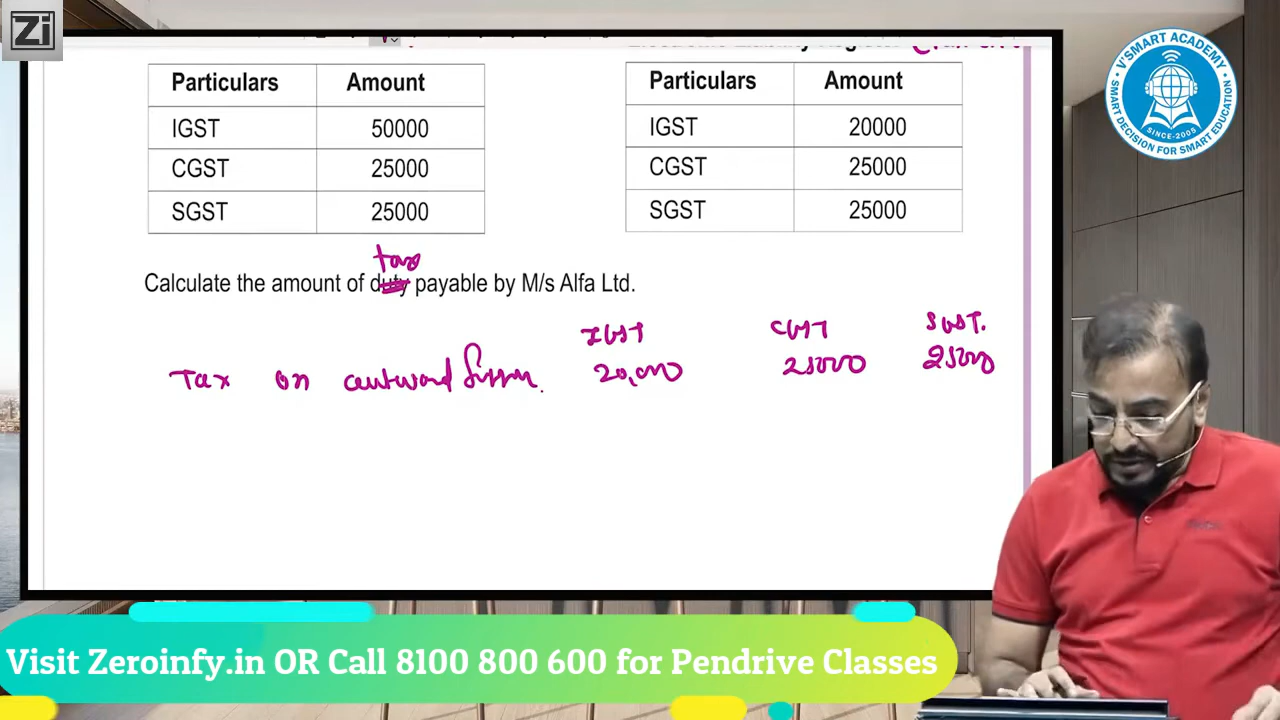 Zi
V'SMART ACADEMY
SINCE-2005
SMART DECISION FOR SMART EDUCATION
Particulars Amount
IGST 50000
CGST 25000
SGST 25000
Particulars Amount
IGST 20000
CGST 25000
SGST 25000
tax
Calculate the amount of duty payable by M/s Alfa Ltd.
IGST CGST SGST.
Tax on outward 20,000 25000 25000
Visit Zeroinfy.in OR Call 8100 800 600 for Pendrive Classes